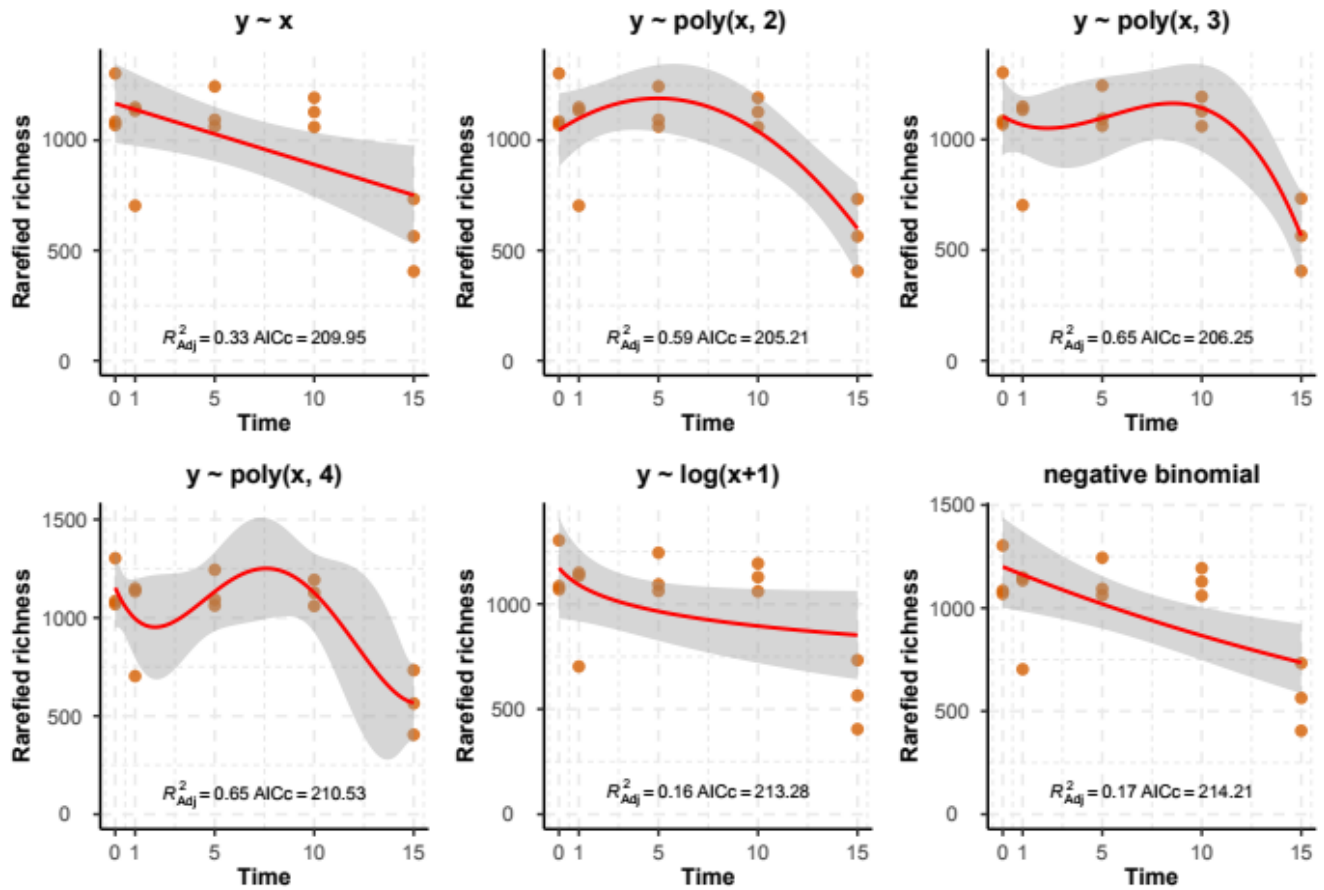 y ~ x
y ~ poly(x, 2)
y ~ poly(x, 3)
Rarefied richness
1000
500
0
R²Adj = 0.33 AICc = 209.95
0 1 5 10 15
Time
Rarefied richness
1000
500
0
R²Adj = 0.59 AICc = 205.21
0 1 5 10 15
Time
Rarefied richness
1000
500
0
R²Adj = 0.65 AICc = 206.25
0 1 5 10 15
Time
y ~ poly(x, 4)
y ~ log(x+1)
negative binomial
Rarefied richness
1500
1000
500
0
R²Adj = 0.65 AICc = 210.53
0 1 5 10 15
Time
Rarefied richness
1000
500
0
R²Adj = 0.16 AICc = 213.28
0 1 5 10 15
Time
Rarefied richness
1500
1000
500
0
R²Adj = 0.17 AICc = 214.21
0 1 5 10 15
Time